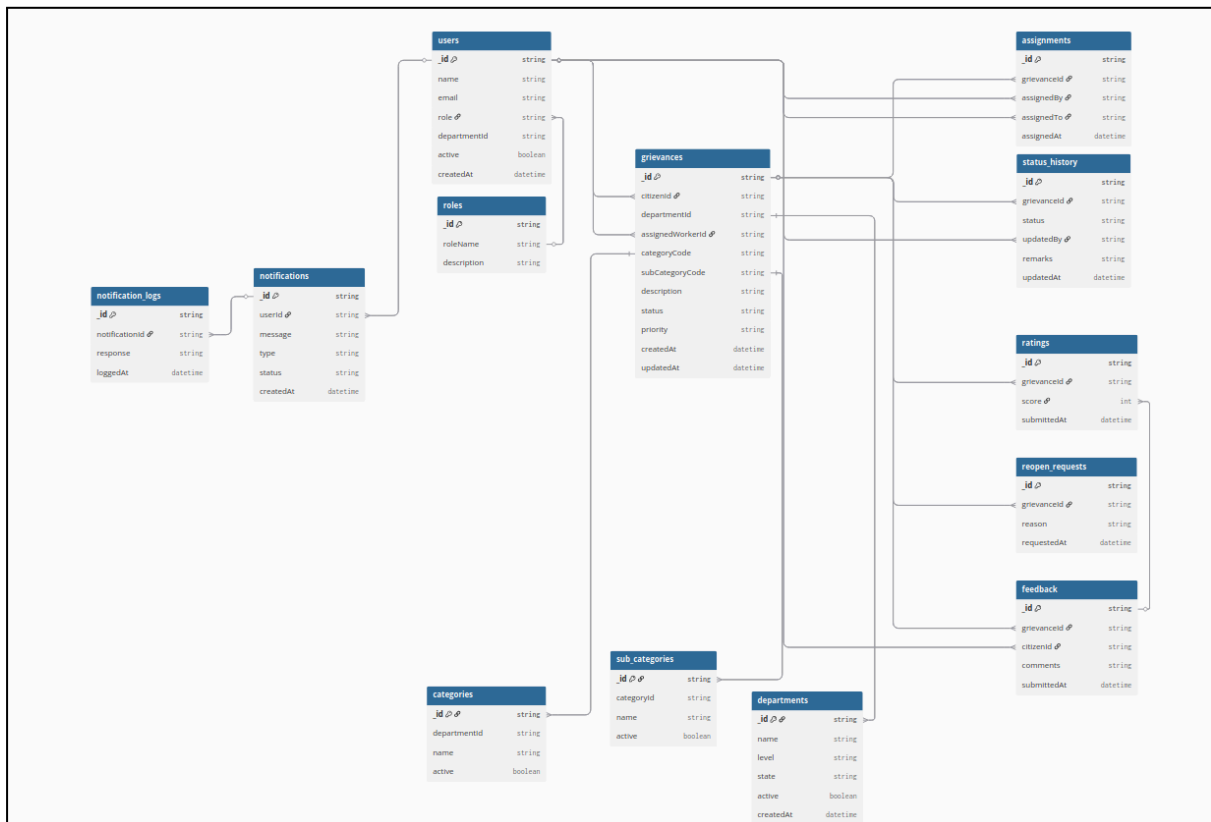 users
_id string
name string
email string
role string
departmentId string
active boolean
createdAt datetime
roles
_id string
roleName string
description string
notifications
_id string
userId string
message string
type string
status string
createdAt datetime
notification_logs
_id string
notificationId string
response string
loggedAt datetime
grievances
_id string
citizenId string
departmentId string
assignedWorkerId string
categoryCode string
subCategoryCode string
description string
status string
priority string
createdAt datetime
updatedAt datetime
assignments
_id string
grievanceId string
assignedBy string
assignedTo string
assignedAt datetime
status_history
_id string
grievanceId string
status string
updatedBy string
remarks string
updatedAt datetime
ratings
_id string
grievanceId string
score int
submittedAt datetime
reopen_requests
_id string
grievanceId string
reason string
requestedAt datetime
feedback
_id string
grievanceId string
citizenId string
comments string
submittedAt datetime
sub_categories
_id string
categoryId string
name string
active boolean
categories
_id string
departmentId string
name string
active boolean
departments
_id string
name string
level string
state string
active boolean
createdAt datetime